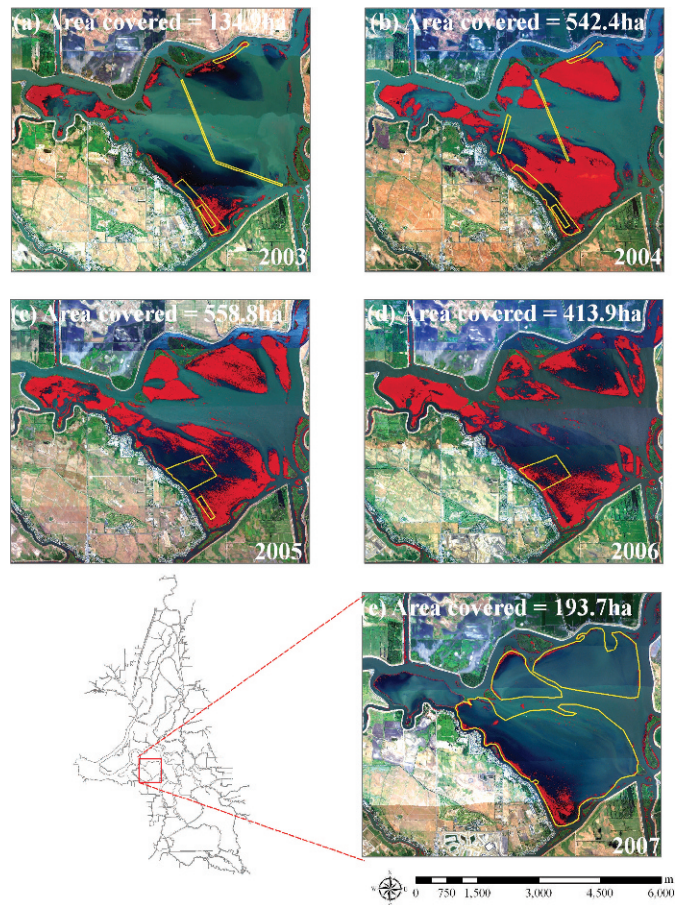 (a) Area covered = 134.9ha
2003
(b) Area covered = 542.4ha
2004
(c) Area covered = 558.8ha
2005
(d) Area covered = 413.9ha
2006
(e) Area covered = 193.7ha
2007
N
W E
S
m
0 750 1,500 3,000 4,500 6,000